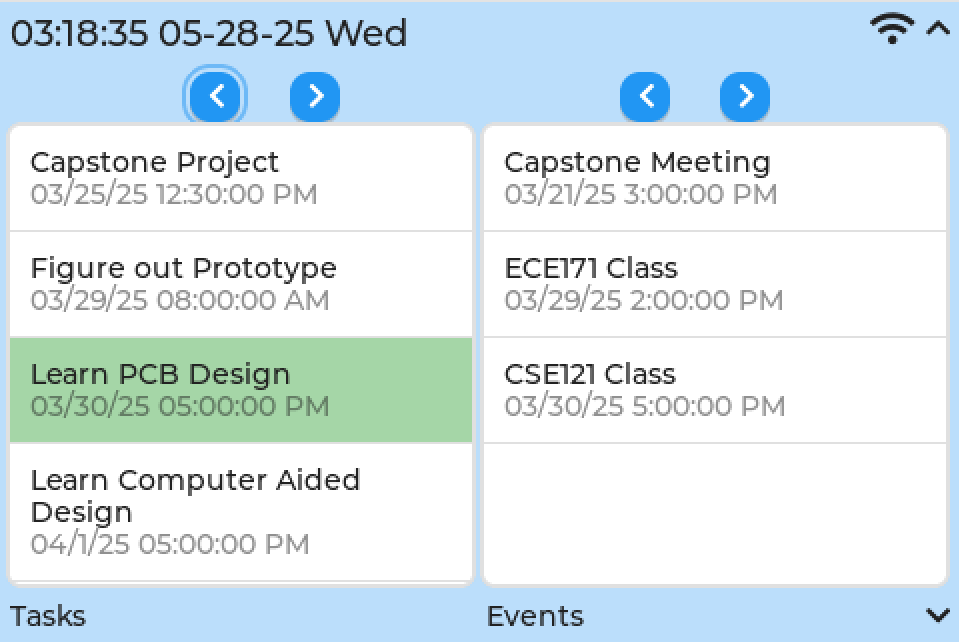 03:18:35 05-28-25 Wed
Capstone Project
03/25/25 12:30:00 PM
Figure out Prototype
03/29/25 08:00:00 AM
Learn PCB Design
03/30/25 05:00:00 PM
Learn Computer Aided
Design
04/1/25 05:00:00 PM
Tasks
Capstone Meeting
03/21/25 3:00:00 PM
ECE171 Class
03/29/25 2:00:00 PM
CSE121 Class
03/30/25 5:00:00 PM
Events